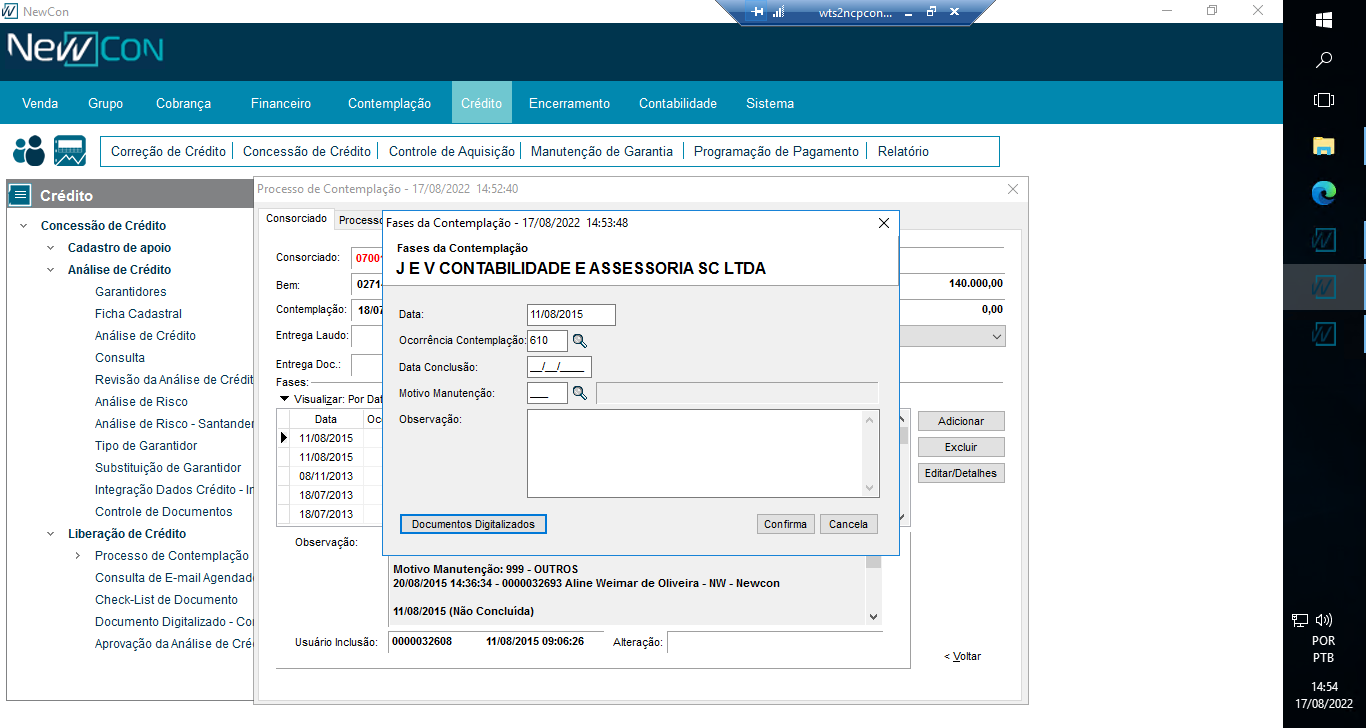 NewCon
wts2ncpcon...
NewCon
Venda Grupo Cobrança Financeiro Contemplação Crédito Encerramento Contabilidade Sistema
Correção de Crédito Concessão de Crédito Controle de Aquisição Manutenção de Garantia Programação de Pagamento Relatório
Crédito
Concessão de Crédito
Cadastro de apoio
Análise de Crédito
Garantidores
Ficha Cadastral
Análise de Crédito
Consulta
Revisão da Análise de Crédit
Análise de Risco
Análise de Risco - Santander
Tipo de Garantidor
Substituição de Garantidor
Integração Dados Crédito - In
Controle de Documentos
Liberação de Crédito
Processo de Contemplação
Consulta de E-mail Agendad
Check-List de Documento
Documento Digitalizado - Co
Aprovação da Análise de Cré
Processo de Contemplação - 17/08/2022 14:52:40
Consorciado Processo
Consorciado: 0700
Bem: 0271 140.000,00
Contemplação: 18/07 0,00
Entrega Laudo:
Entrega Doc.:
Fases:
Visualizar: Por Dat
Data Oc
11/08/2015
11/08/2015
08/11/2013
18/07/2013
18/07/2013
Adicionar
Excluir
Editar/Detalhes
Fases da Contemplação - 17/08/2022 14:53:48
Fases da Contemplação
J E V CONTABILIDADE E ASSESSORIA SC LTDA
Data: 11/08/2015
Ocorrência Contemplação: 610
Data Conclusão: __/__/____
Motivo Manutenção: ___
Observação:
Documentos Digitalizados Confirma Cancela
Observação:
Motivo Manutenção: 999 - OUTROS
20/08/2015 14:36:34 - 0000032693 Aline Weimar de Oliveira - NW - Newcon
11/08/2015 (Não Concluída)
Usuário Inclusão: 0000032608 11/08/2015 09:06:26 Alteração:
< Voltar
POR
PTB
14:54
17/08/2022